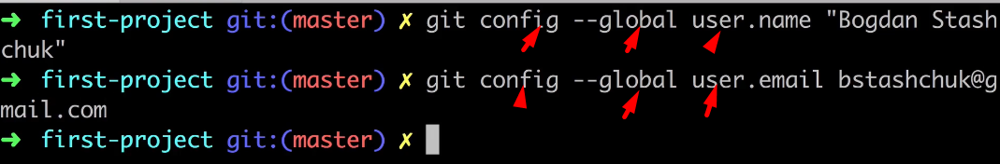 ➜ first-project git:(master) ✗ git config --global user.name "Bogdan Stash
chuk"
➜ first-project git:(master) ✗ git config --global user.email bstashchuk@g
mail.com
➜ first-project git:(master) ✗